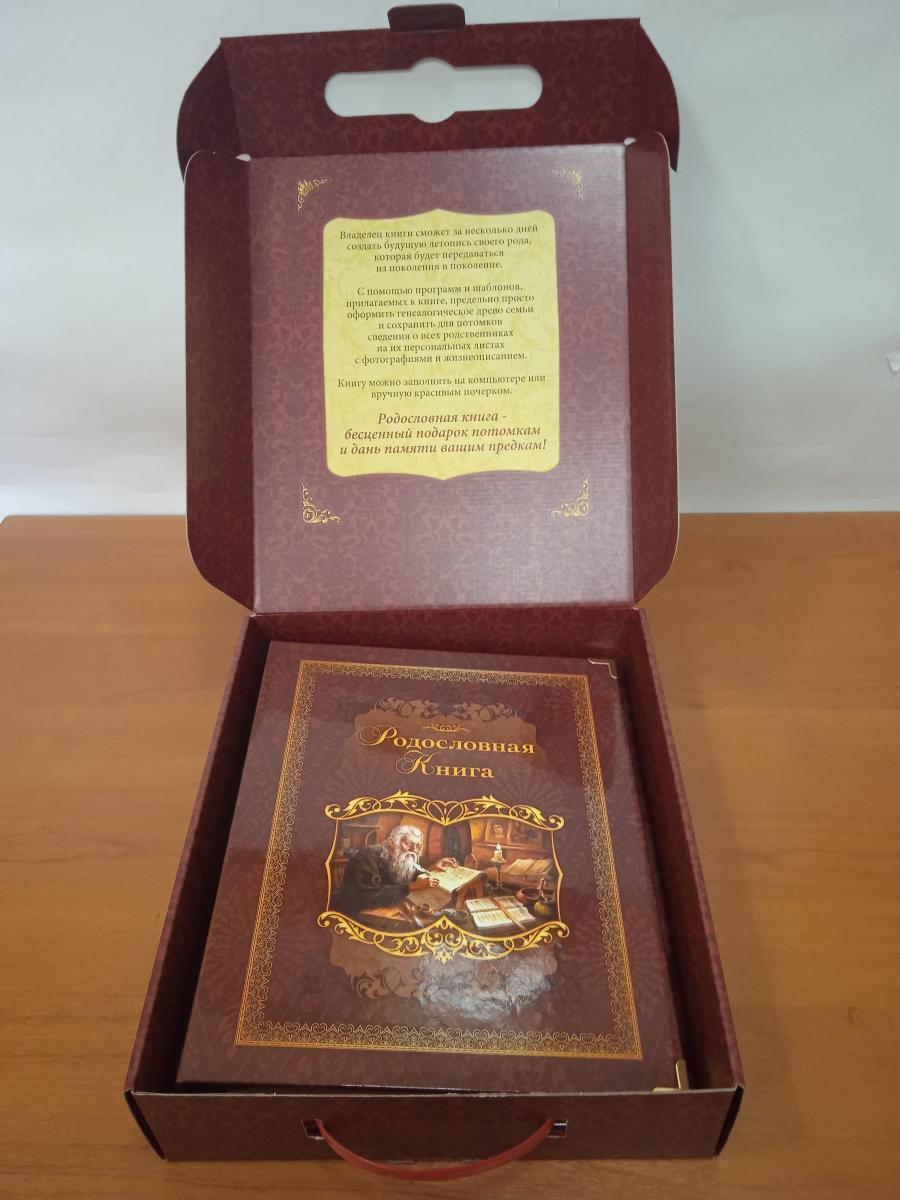 Владелец книги сможет за несколько дней
создать будущую летопись своего рода,
которая будет передаваться
из поколения в поколение.
С помощью программ и шаблонов,
прилагаемых к книге, предельно просто
оформить генеалогическое древо семьи
и сохранить для потомков
сведения о всех родственниках
на их персональных листах
с фотографиями и жизнеописанием.
Книгу можно заполнять на компьютере или
вручную красивым почерком.
Родословная книга -
бесценный подарок потомкам
и дань памяти вашим предкам!
Родословная
Книга